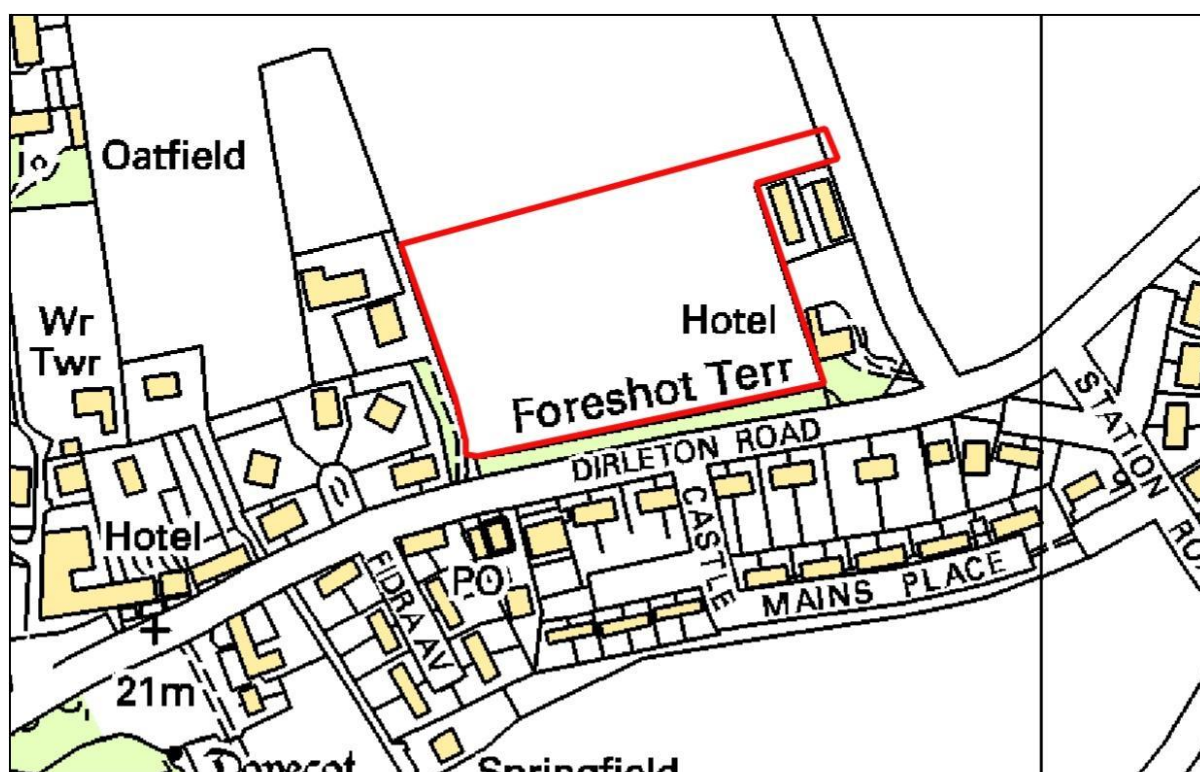 Oatfield
Wr
Twr
Hotel
Foreshot Terr
DIRLETON ROAD
STATION
Hotel
CASTLE
FIDRA AV
PO
MAINS PLACE
21m
Springfield